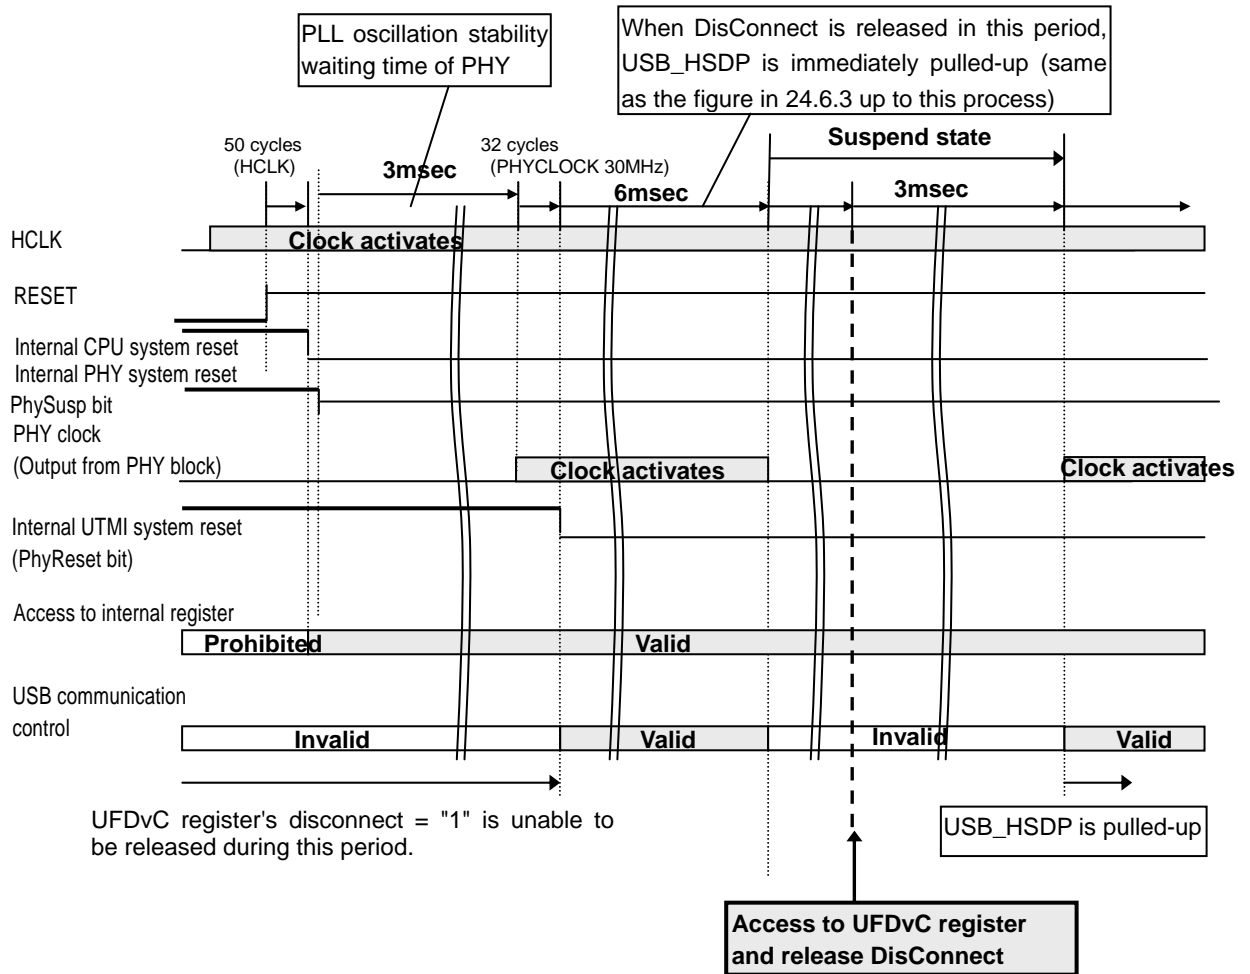 PLL oscillation stability
waiting time of PHY
When DisConnect is released in this period,
USB_HSDP is immediately pulled-up (same
as the figure in 24.6.3 up to this process)
Suspend state
50 cycles
(HCLK)
3msec
32 cycles
(PHYCLOCK 30MHz)
6msec
3msec
HCLK
Clock activates
RESET
Internal CPU system reset
Internal PHY system reset
PhySusp bit
PHY clock
(Output from PHY block)
Clock activates
Clock activates
Internal UTMI system reset
(PhyReset bit)
Access to internal register
Prohibited
Valid
USB communication
control
Invalid
Valid
Invalid
Valid
UFDvC register's disconnect = "1" is unable to
be released during this period.
USB_HSDP is pulled-up
Access to UFDvC register
and release DisConnect